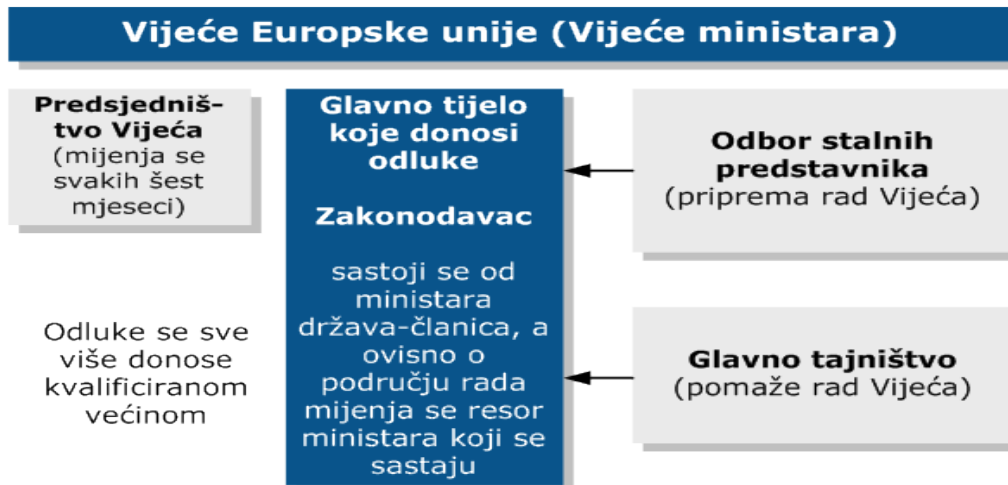 Vijeće Europske unije (Vijeće ministara)
Predsjedniš-
tvo Vijeća
(mijenja se
svakih šest
mjeseci)
Odluke se sve
više donose
kvalificiranom
većinom
Glavno tijelo
koje donosi
odluke
Zakonodavac
sastoji se od
ministara
država-članica, a
ovisno o
području rada
mijenja se resor
ministara koji se
sastaju
Odbor stalnih
predstavnika
(priprema rad Vijeća)
Glavno tajništvo
(pomaže rad Vijeća)